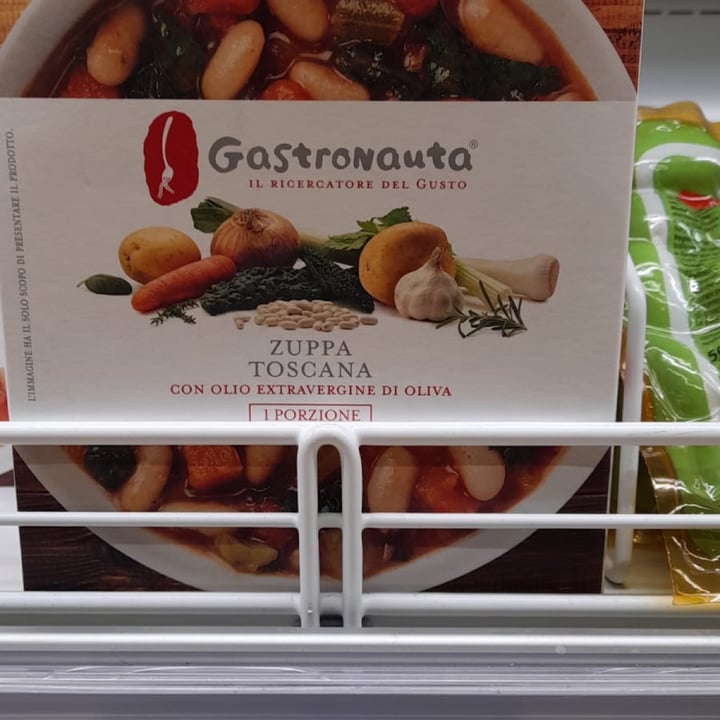 Gastronauta®
IL RICERCATORE DEL GUSTO
L'IMMAGINE HA IL SOLO SCOPO DI PRESENTARE IL PRODOTTO.
ZUPPA
TOSCANA
CON OLIO EXTRAVERGINE DI OLIVA
1 PORZIONE